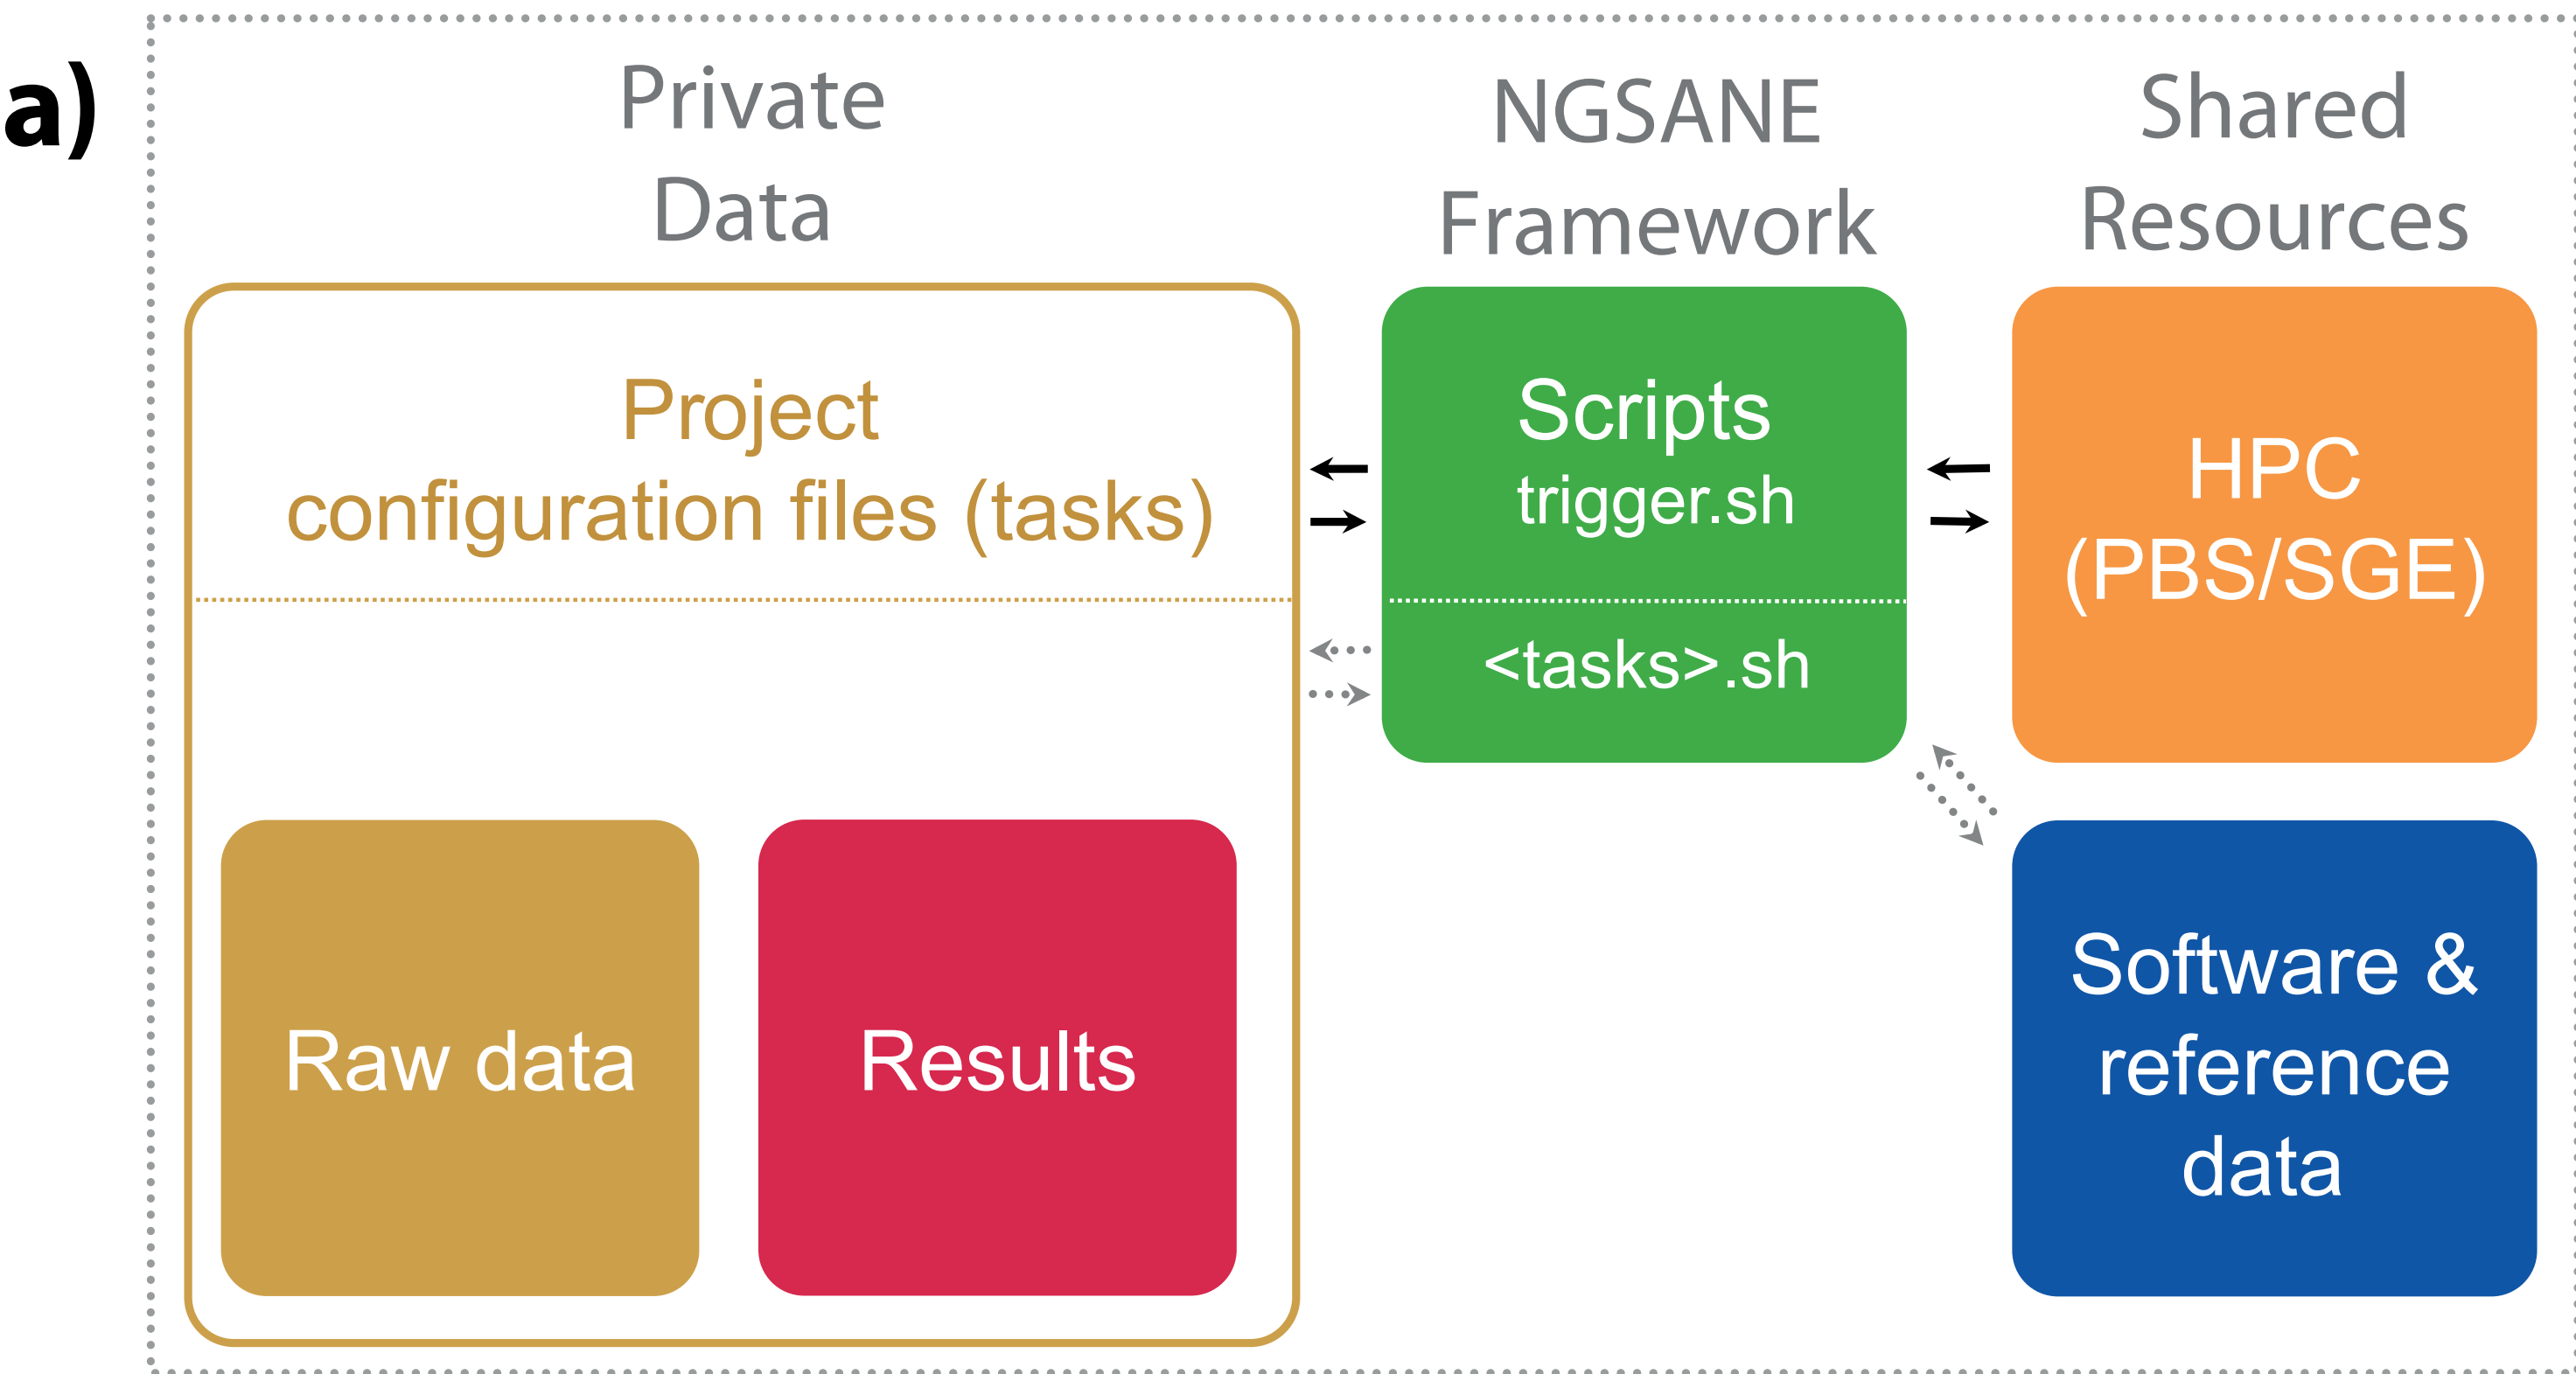 a)
Private
Data
NGSANE
Framework
Shared
Resources
Project
configuration files (tasks)
Scripts
trigger.sh
<tasks>.sh
HPC
(PBS/SGE)
Raw data
Results
Software &
reference
data